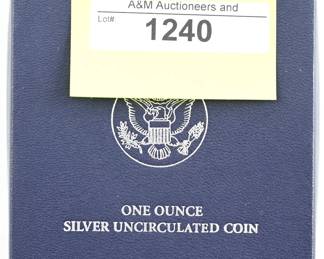 A&M Auctioneers and
Lot#
1240
ONE OUNCE
SILVER UNCIRCULATED COIN